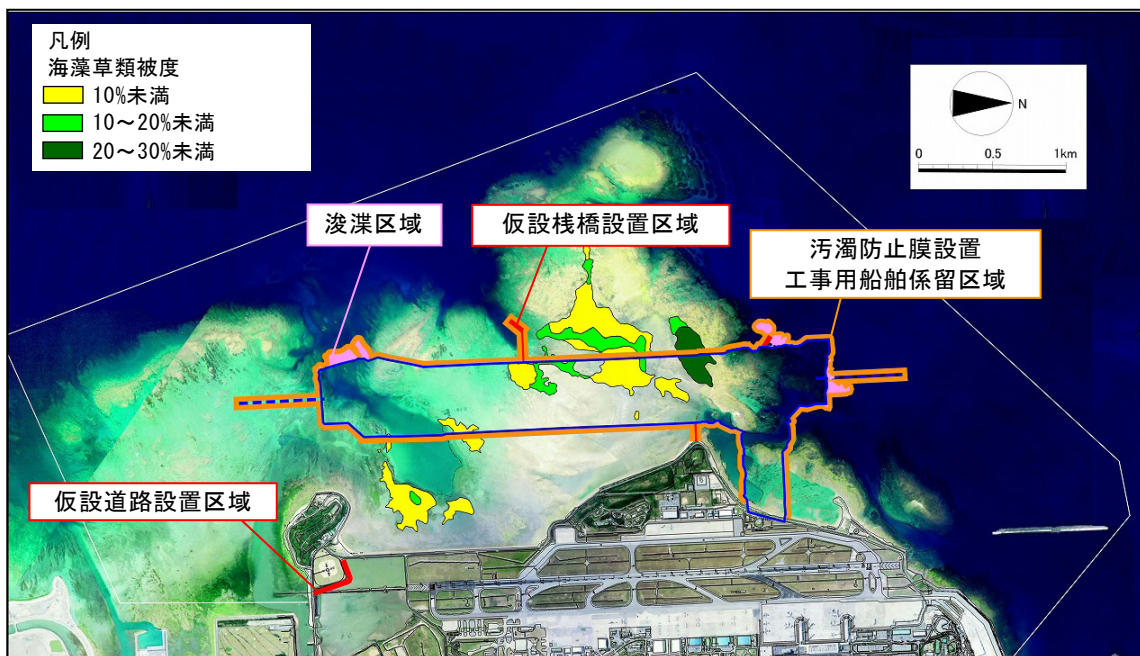 凡例
海藻草類被度
10%未満
10～20%未満
20～30%未満
N
0 0.5 1km
浚渫区域
仮設桟橋設置区域
汚濁防止膜設置
工事用船舶係留区域
仮設道路設置区域